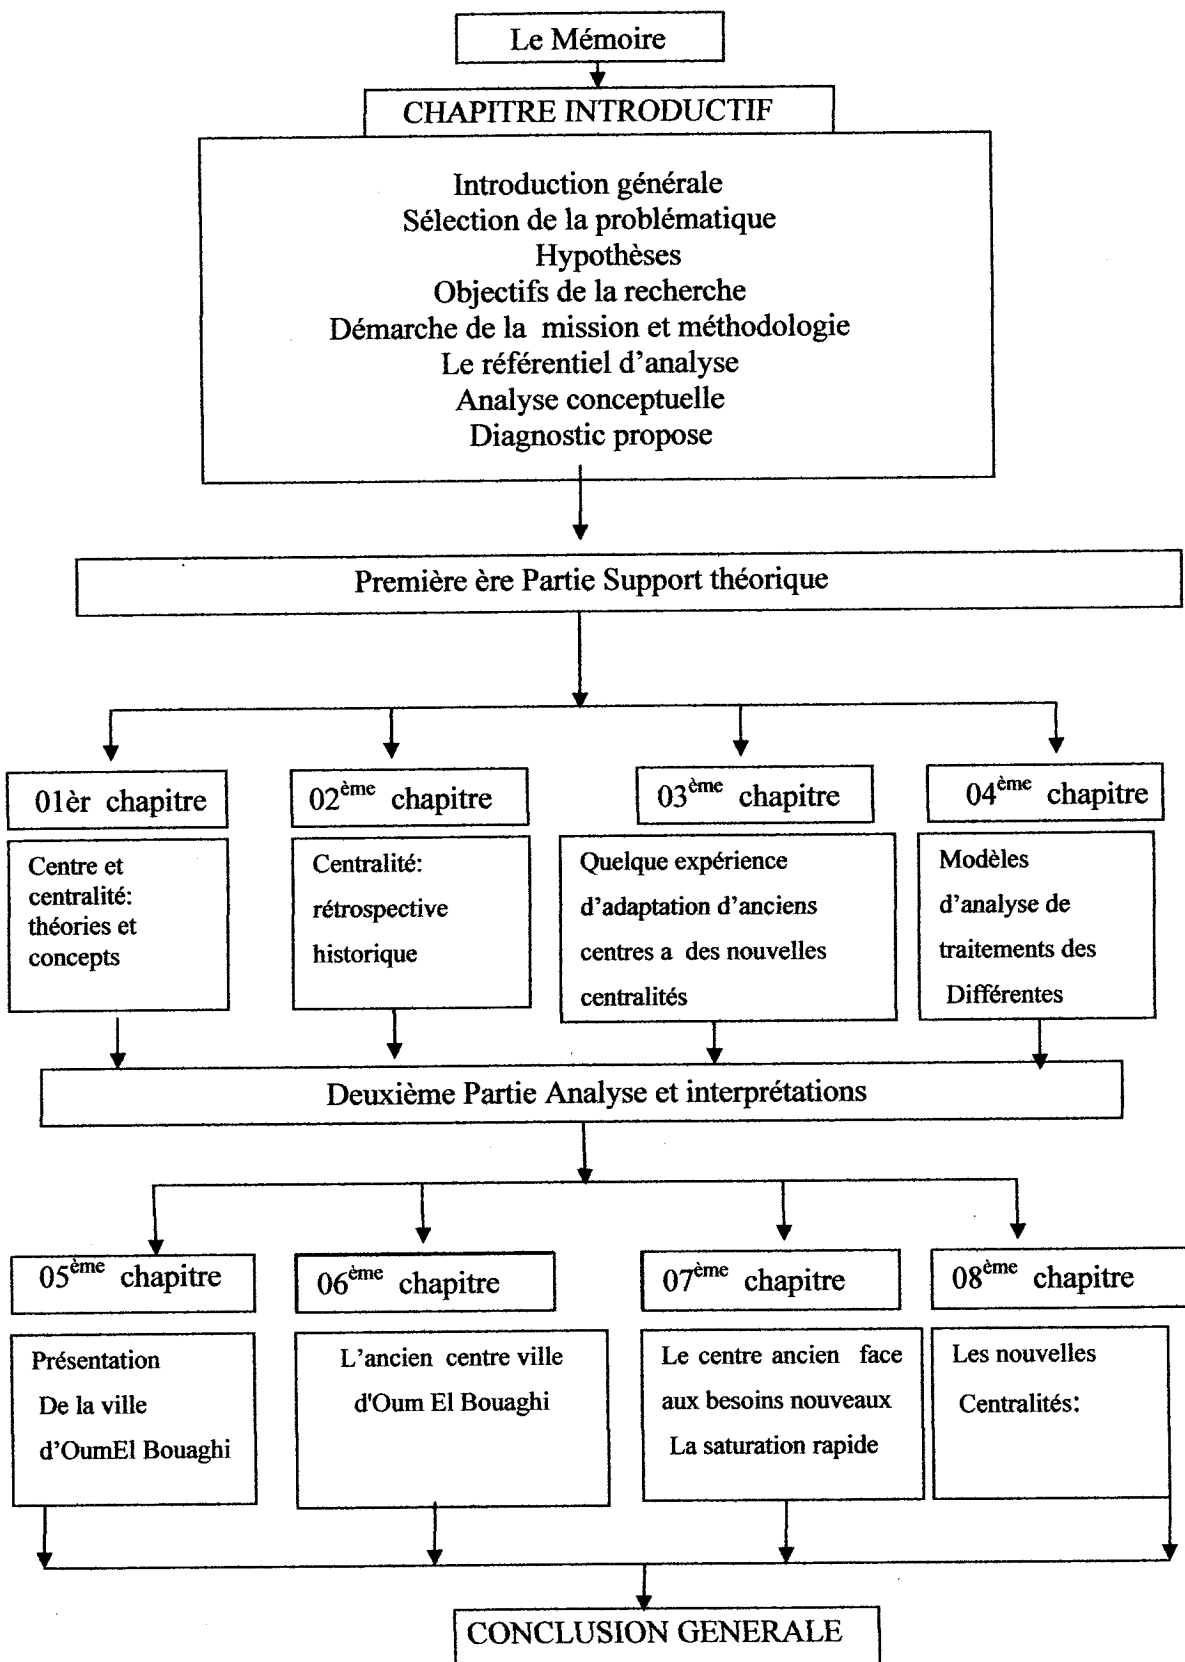 Le Mémoire
CHAPITRE INTRODUCTIF
Introduction générale
Sélection de la problématique
Hypothèses
Objectifs de la recherche
Démarche de la mission et méthodologie
Le référentiel d'analyse
Analyse conceptuelle
Diagnostic propose
Première ère Partie Support théorique
01èr chapitre
Centre et
centralité:
théories et
concepts
02ème chapitre
Centralité:
rétrospective
historique
03ème chapitre
Quelque expérience
d'adaptation d'anciens
centres a des nouvelles
centralités
04ème chapitre
Modèles
d'analyse de
traitements des
Différentes
Deuxième Partie Analyse et interprétations
05ème chapitre
Présentation
De la ville
d'OumEl Bouaghi
06ème chapitre
L'ancien centre ville
d'Oum El Bouaghi
07ème chapitre
Le centre ancien face
aux besoins nouveaux
La saturation rapide
08ème chapitre
Les nouvelles
Centralités:
CONCLUSION GENERALE